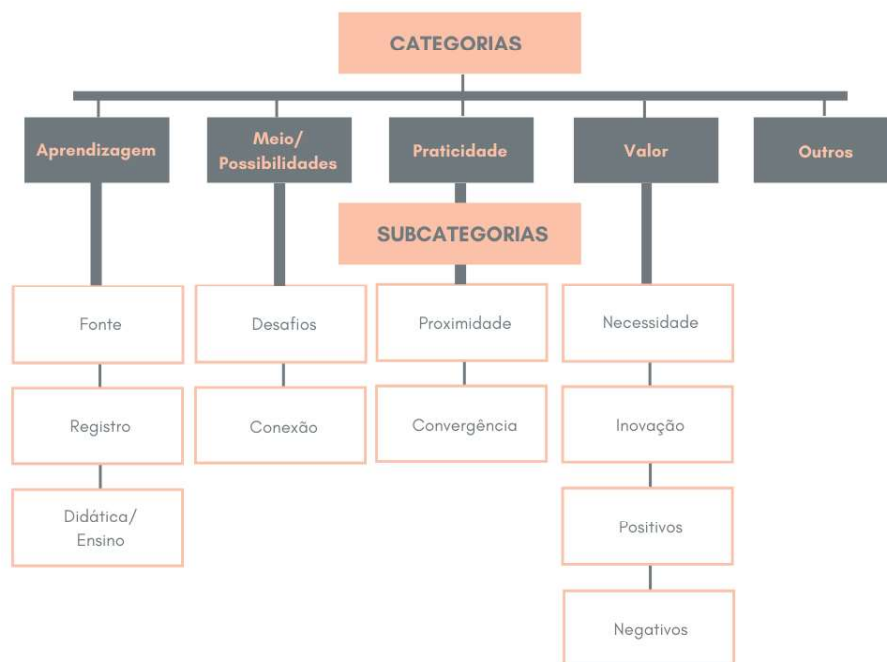 CATEGORIAS
Aprendizagem
Meio/
Possibilidades
Praticidade
Valor
Outros
SUBCATEGORIAS
Fonte
Desafios
Proximidade
Necessidade
Registro
Conexão
Convergência
Inovação
Didática/
Ensino
Positivos
Negativos